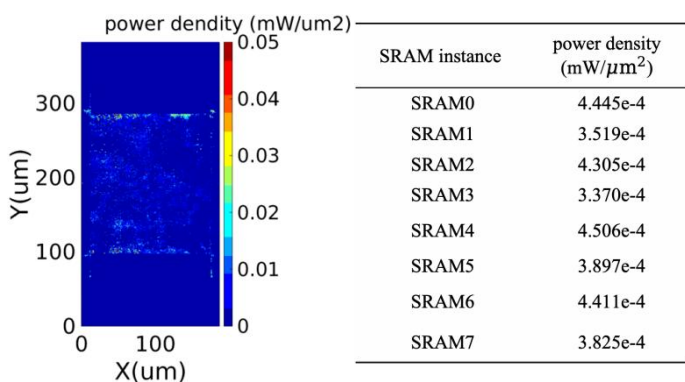 power dendity (mW/um2)
0.05
0.04
0.03
0.02
0.01
0
300
200
100
0
Y(um)
0 100
X(um)
SRAM instance power density (mW/μm²)
SRAM0 4.445e-4
SRAM1 3.519e-4
SRAM2 4.305e-4
SRAM3 3.370e-4
SRAM4 4.506e-4
SRAM5 3.897e-4
SRAM6 4.411e-4
SRAM7 3.825e-4